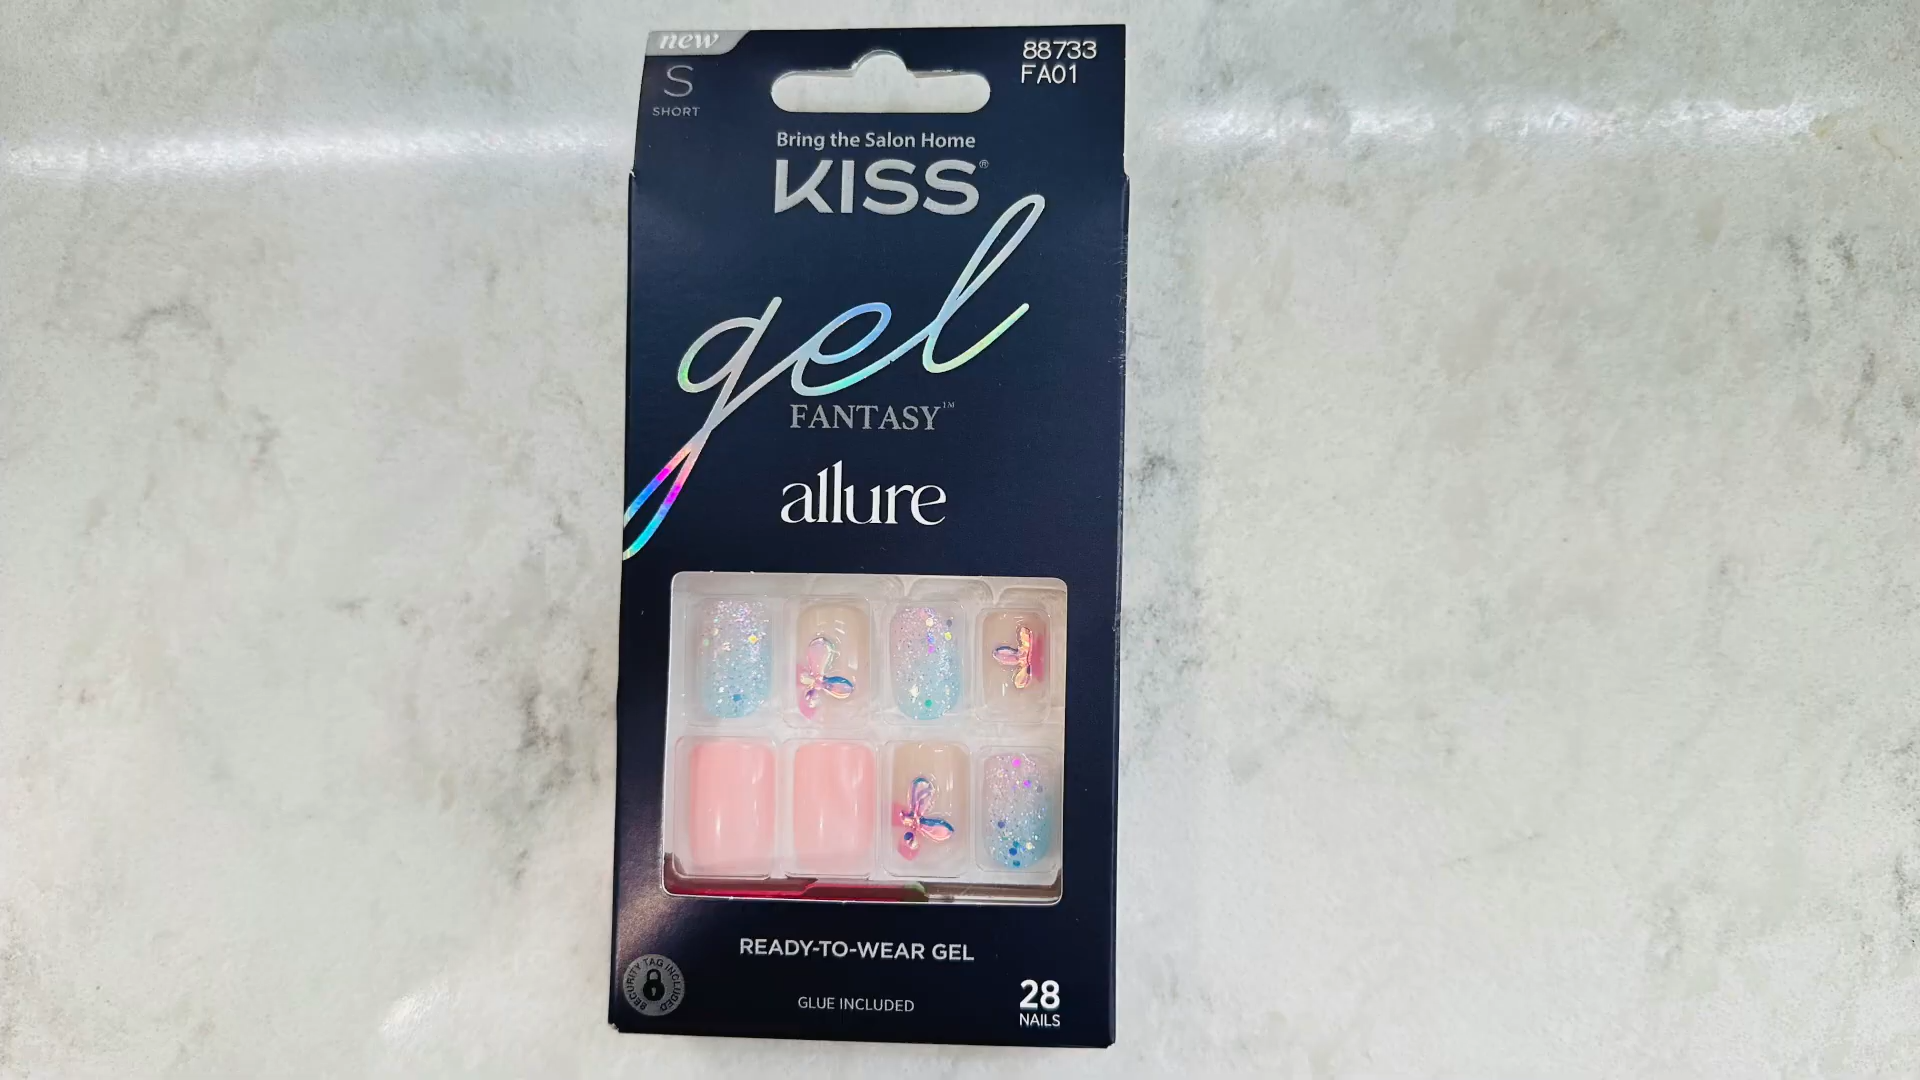 new
S
SHORT
88733
FA01
Bring the Salon Home
KISS®
gel
FANTASY™
allure
READY-TO-WEAR GEL
SECURITY TAG INCLUDED
GLUE INCLUDED
28
NAILS